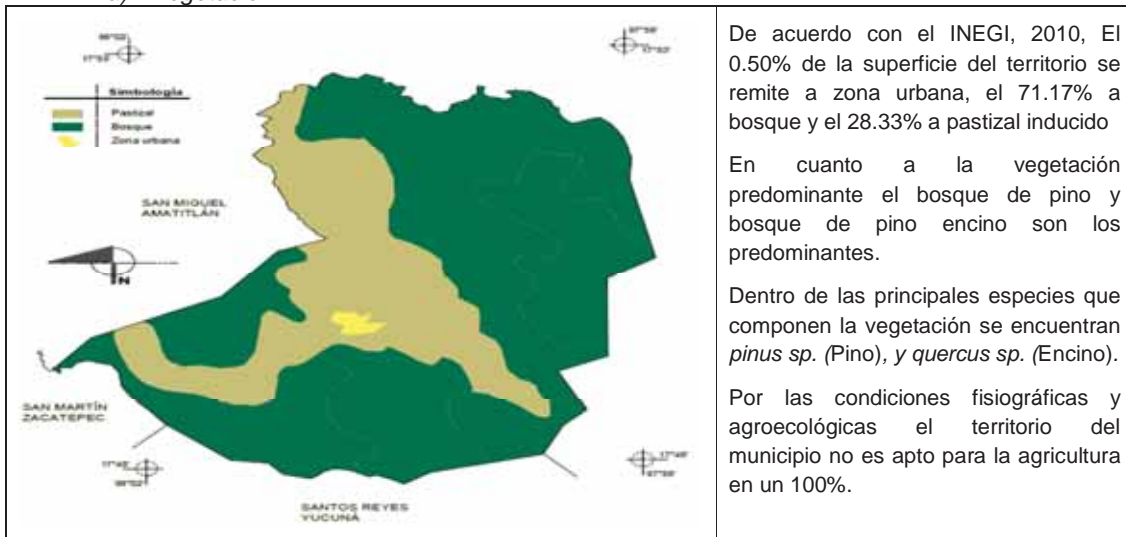 Simbología
Pastizal
Bosque
Zona urbana
SAN MIGUEL
AMATITLÁN
N
SAN MARTÍN
ZACATEPEC
SANTOS REYES
YUCUNÁ
De acuerdo con el INEGI, 2010, El
0.50% de la superficie del territorio se
remite a zona urbana, el 71.17% a
bosque y el 28.33% a pastizal inducido
En cuanto a la vegetación
predominante el bosque de pino y
bosque de pino encino son los
predominantes.
Dentro de las principales especies que
componen la vegetación se encuentran
pinus sp. (Pino), y quercus sp. (Encino).
Por las condiciones fisiográficas y
agroecológicas el territorio del
municipio no es apto para la agricultura
en un 100%.